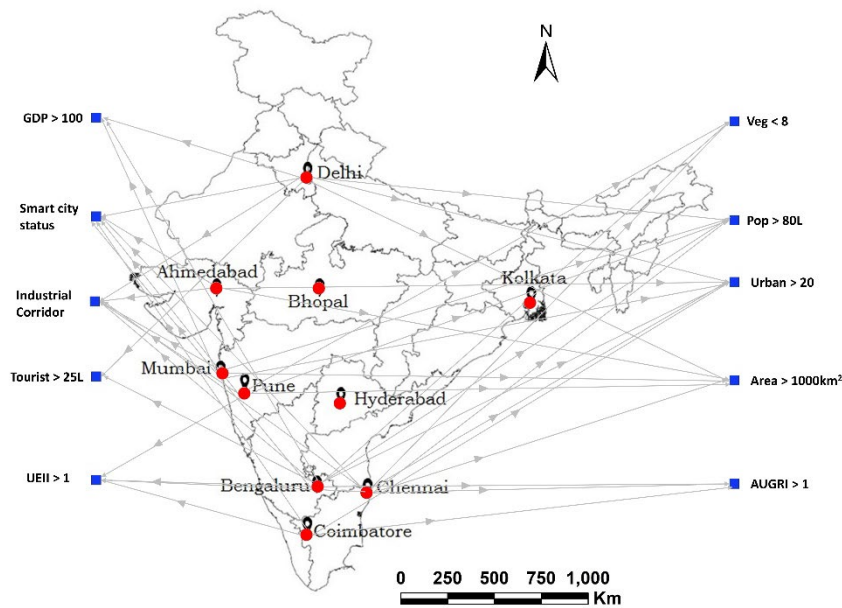 N
GDP > 100
Veg < 8
Delhi
Smart city
status
Pop > 80L
Ahmedabad
Kolkata
Urban > 20
Industrial
Corridor
Bhopal
Mumbai
Tourist > 25L
Pune
Area > 1000km²
Hyderabad
UEII > 1
Bengaluru
Chennai
AUGRI > 1
Coimbatore
0 250 500 750 1,000
Km